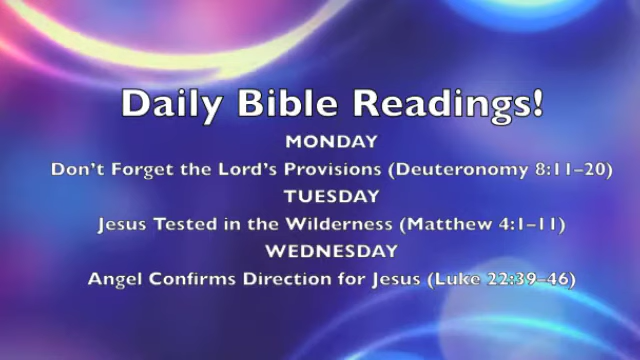 Daily Bible Readings!
MONDAY
Don't Forget the Lord's Provisions (Deuteronomy 8:11–20)
TUESDAY
Jesus Tested in the Wilderness (Matthew 4:1–11)
WEDNESDAY
Angel Confirms Direction for Jesus (Luke 22:39–46)